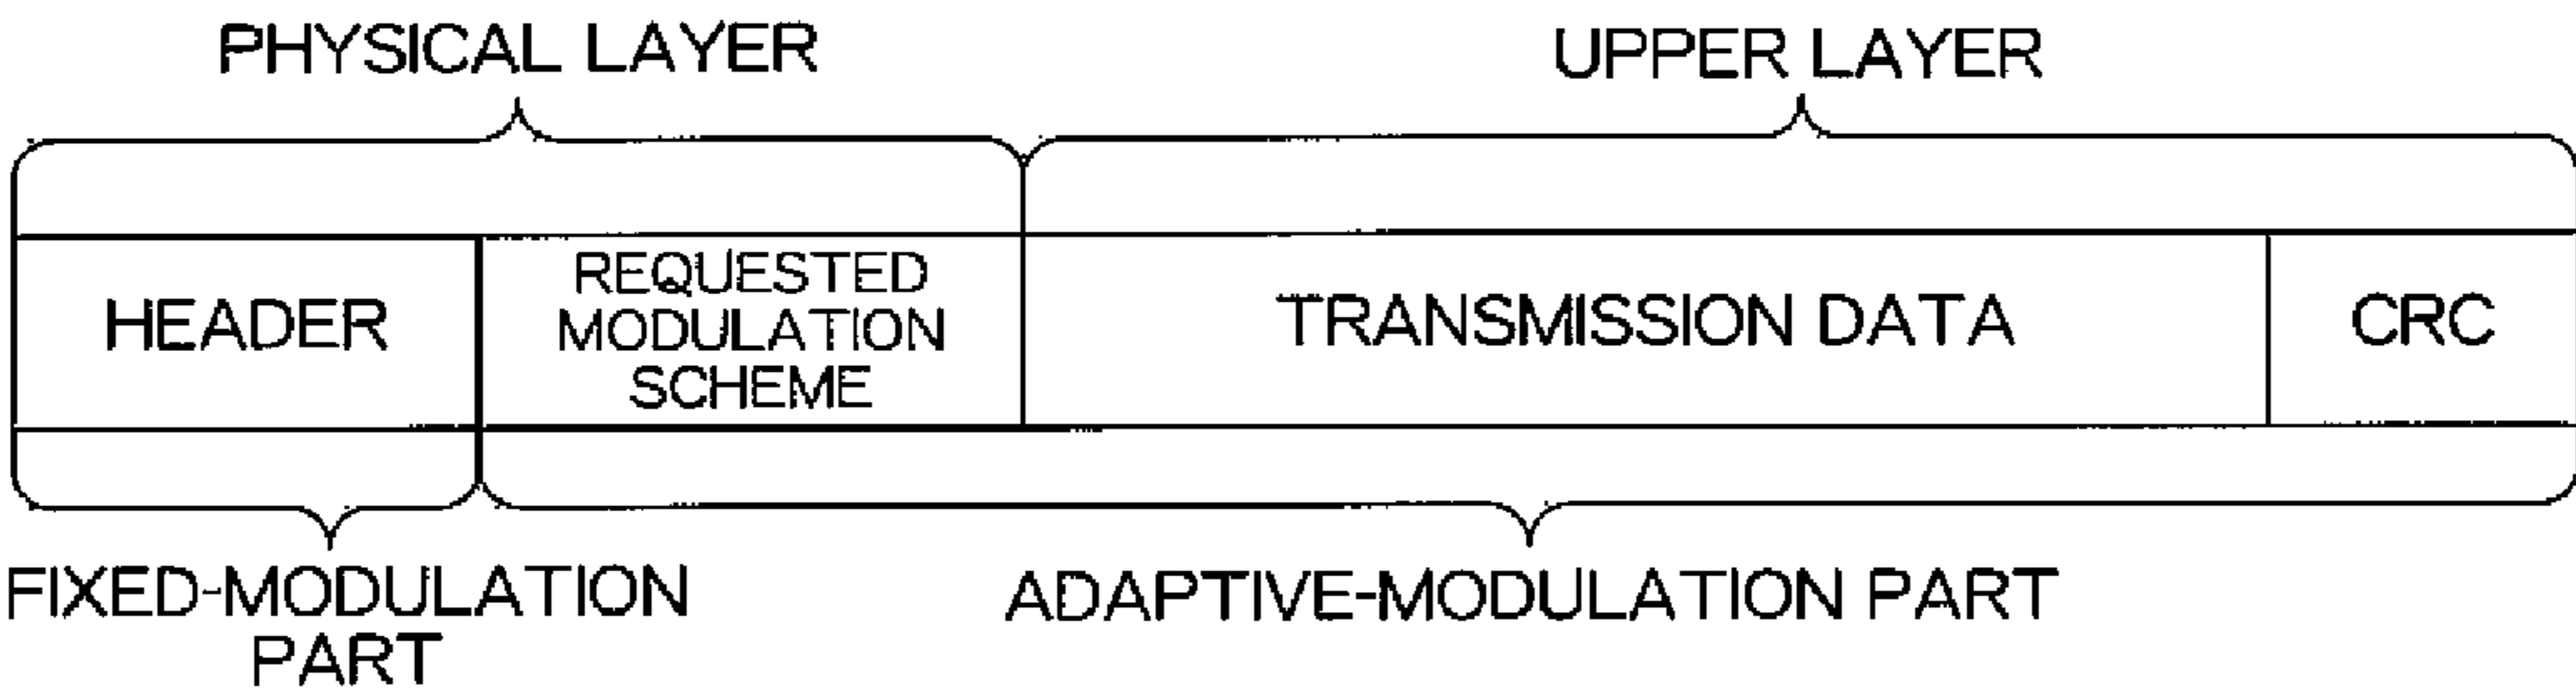 PHYSICAL LAYER
UPPER LAYER
HEADER
REQUESTED
MODULATION
SCHEME
TRANSMISSION DATA
CRC
FIXED-MODULATION
PART
ADAPTIVE-MODULATION PART